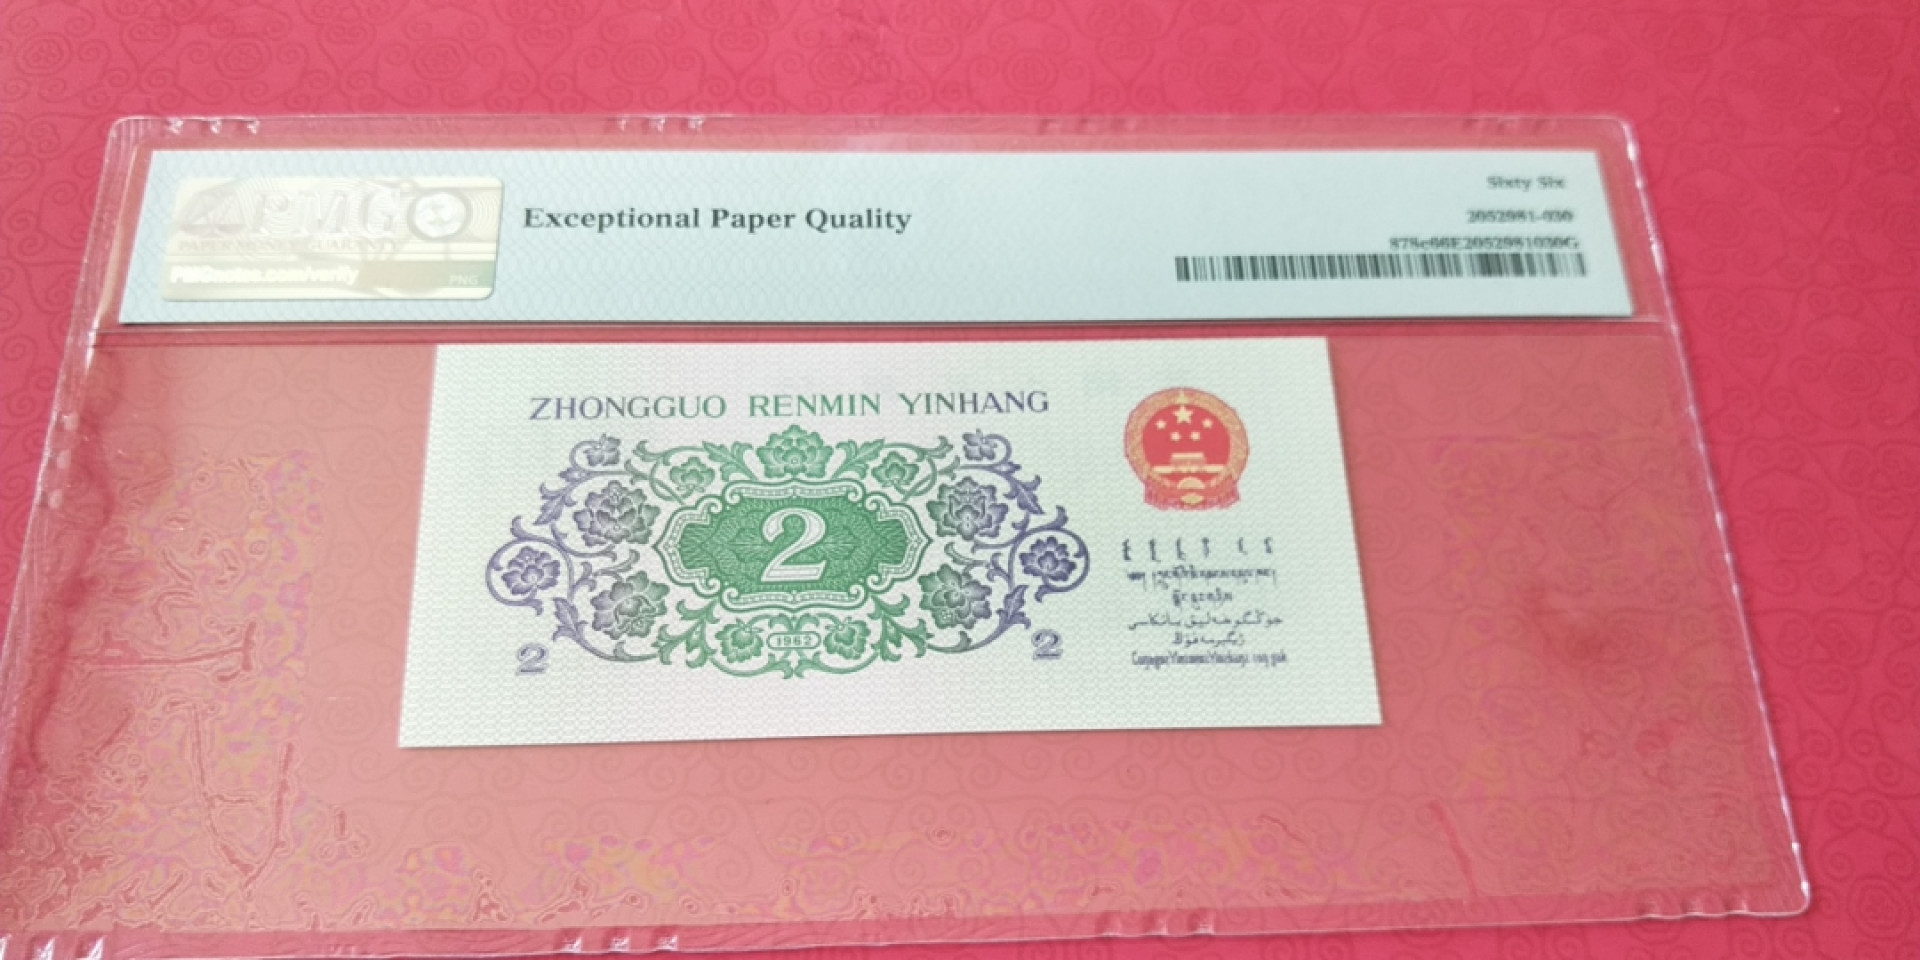 PMG
PAPER MONEY GUARANTY
PMGnotes.com/verify
Exceptional Paper Quality
Sixty Six
2052981-030
878c66E2052981030G
ZHONGGUO RENMIN YINHANG
2
1962
2
2